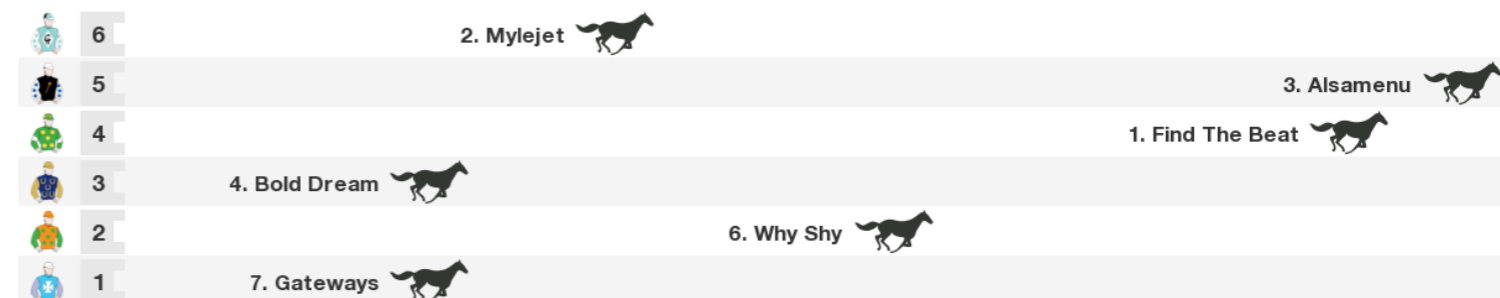 6 2. Mylejet
5 3. Alsamenu
4 1. Find The Beat
3 4. Bold Dream
2 6. Why Shy
1 7. Gateways